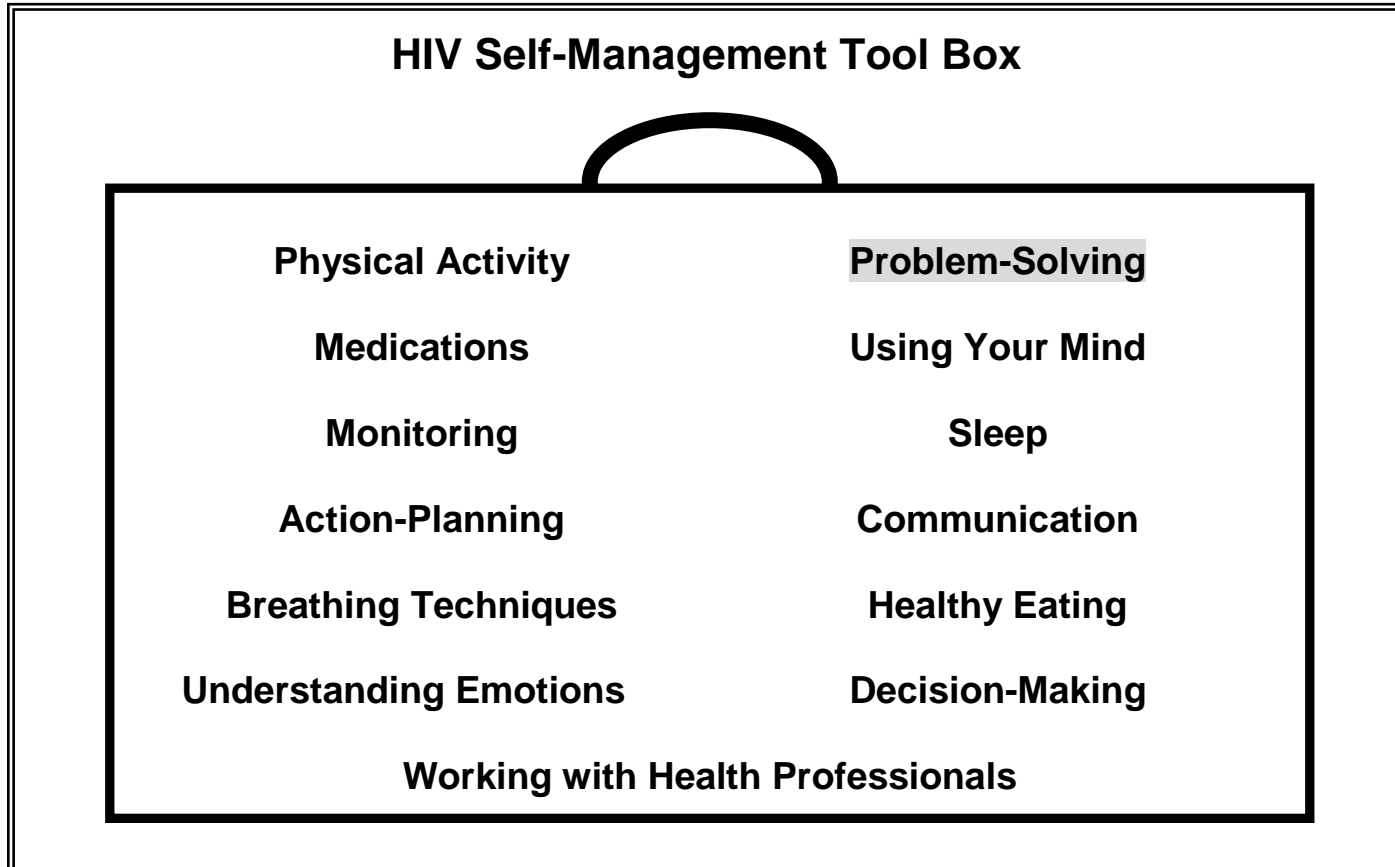 HIV Self-Management Tool Box
Physical Activity Problem-Solving
Medications Using Your Mind
Monitoring Sleep
Action-Planning Communication
Breathing Techniques Healthy Eating
Understanding Emotions Decision-Making
Working with Health Professionals